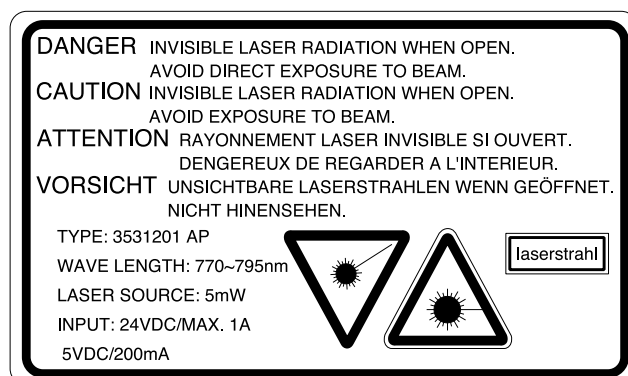 DANGER INVISIBLE LASER RADIATION WHEN OPEN.
AVOID DIRECT EXPOSURE TO BEAM.
CAUTION INVISIBLE LASER RADIATION WHEN OPEN.
AVOID EXPOSURE TO BEAM.
ATTENTION RAYONNEMENT LASER INVISIBLE SI OUVERT.
DENGEREUX DE REGARDER A L'INTERIEUR.
VORSICHT UNSICHTBARE LASERSTRAHLEN WENN GEÖFFNET.
NICHT HINENSEHEN.
TYPE: 3531201 AP
WAVE LENGTH: 770~795nm
LASER SOURCE: 5mW
INPUT: 24VDC/MAX. 1A
5VDC/200mA
laserstrahl